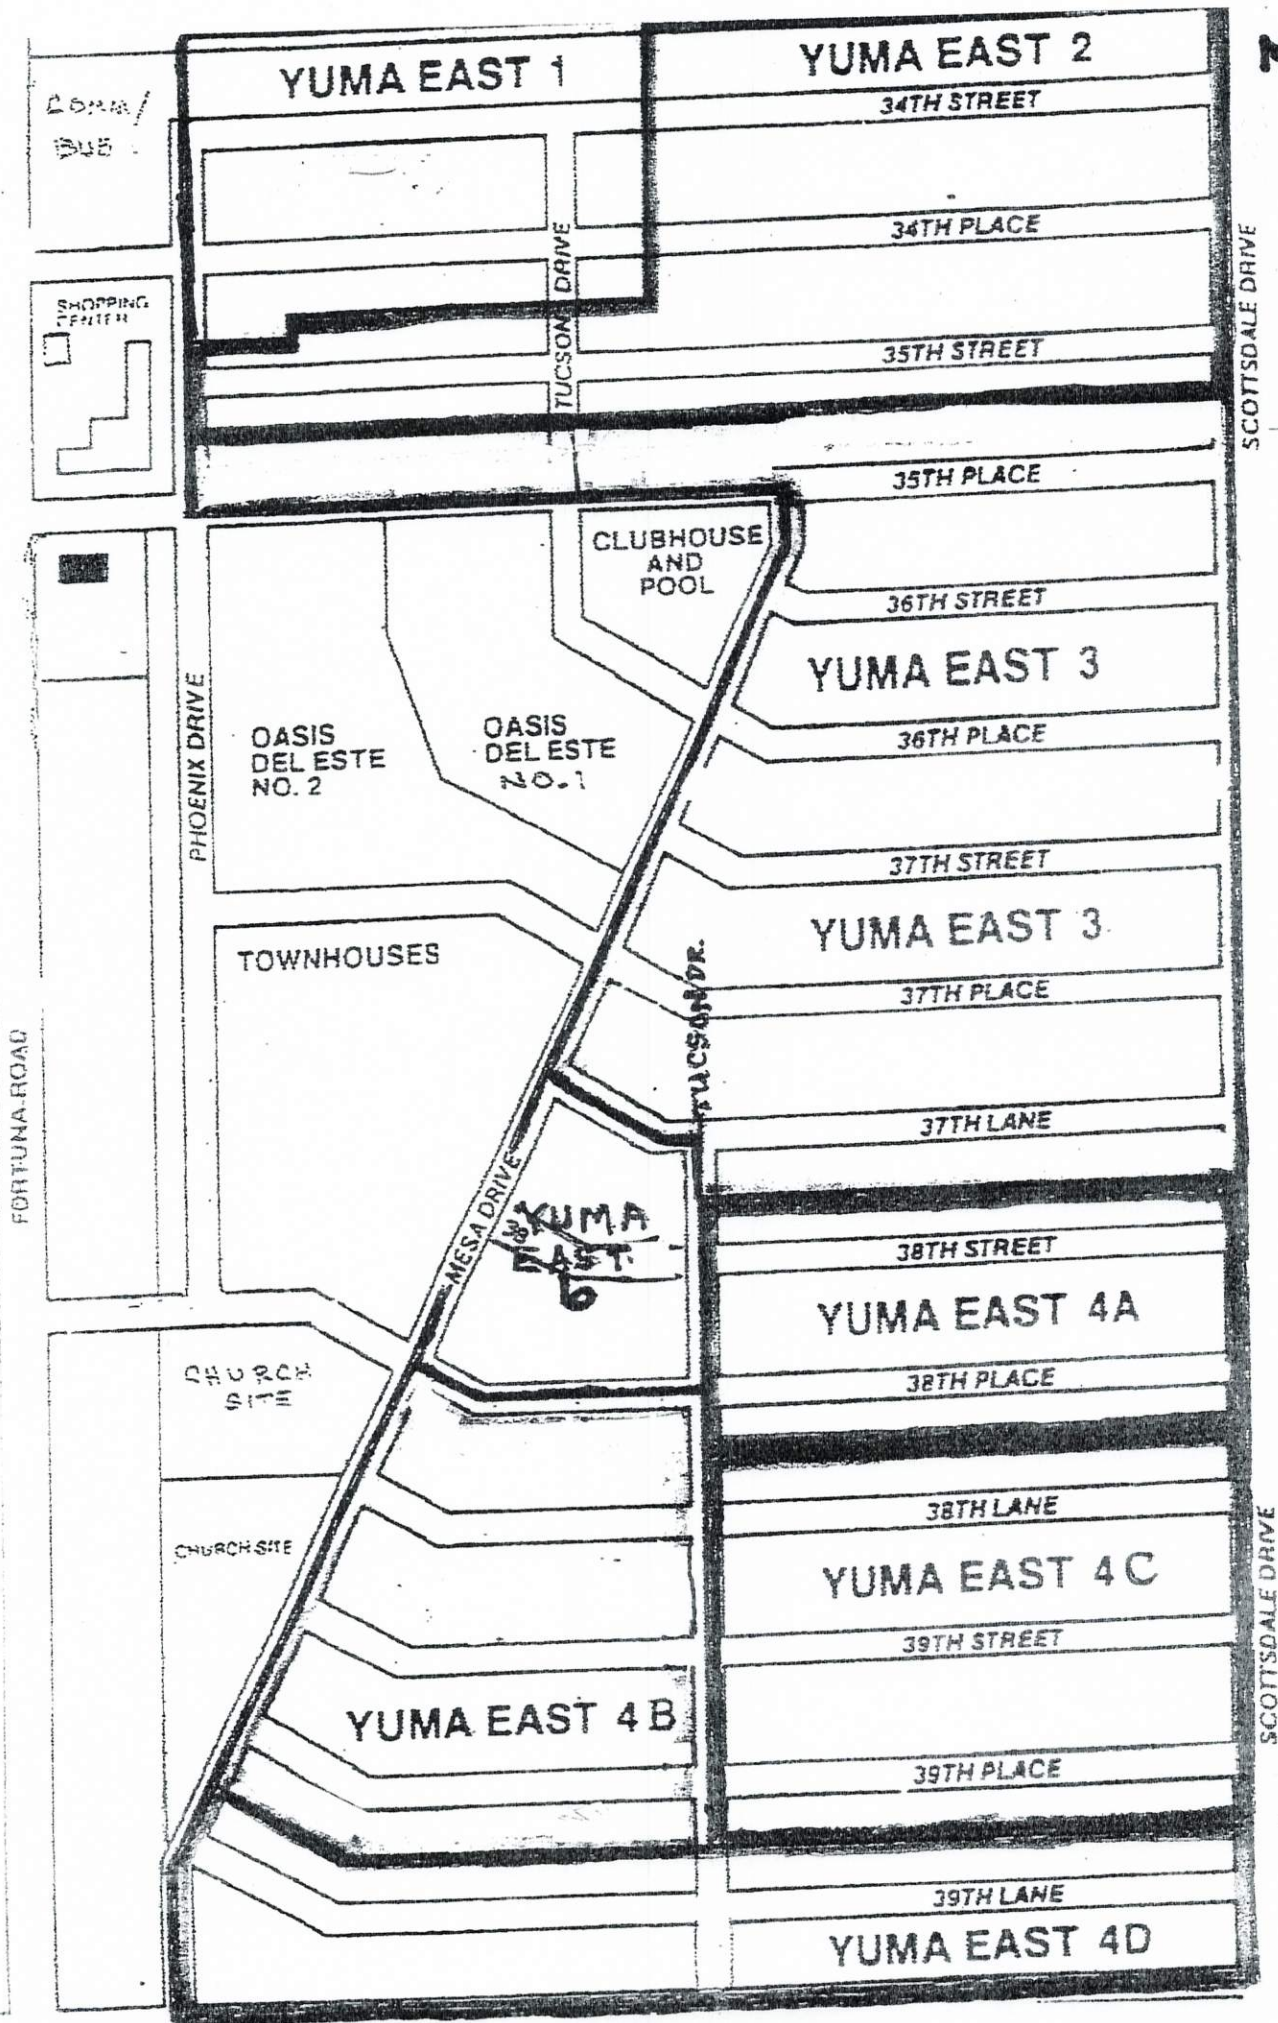 YUMA EAST 1
YUMA EAST 2
N
COMM/
BUS.
34TH STREET
34TH PLACE
TUCSON DRIVE
SCOTTSDALE DRIVE
SHOPPING
CENTER
35TH STREET
35TH PLACE
CLUBHOUSE
AND
POOL
36TH STREET
YUMA EAST 3
36TH PLACE
PHOENIX DRIVE
OASIS
DEL ESTE
NO. 2
OASIS
DEL ESTE
NO. 1
37TH STREET
YUMA EAST 3
TOWNHOUSES
TUCSON DR.
37TH PLACE
FORTUNA ROAD
37TH LANE
MESA DRIVE
YUMA
EAST
6
38TH STREET
YUMA EAST 4A
38TH PLACE
CHURCH
SITE
38TH LANE
CHURCH SITE
YUMA EAST 4C
SCOTTSDALE DRIVE
39TH STREET
YUMA EAST 4B
39TH PLACE
39TH LANE
YUMA EAST 4D